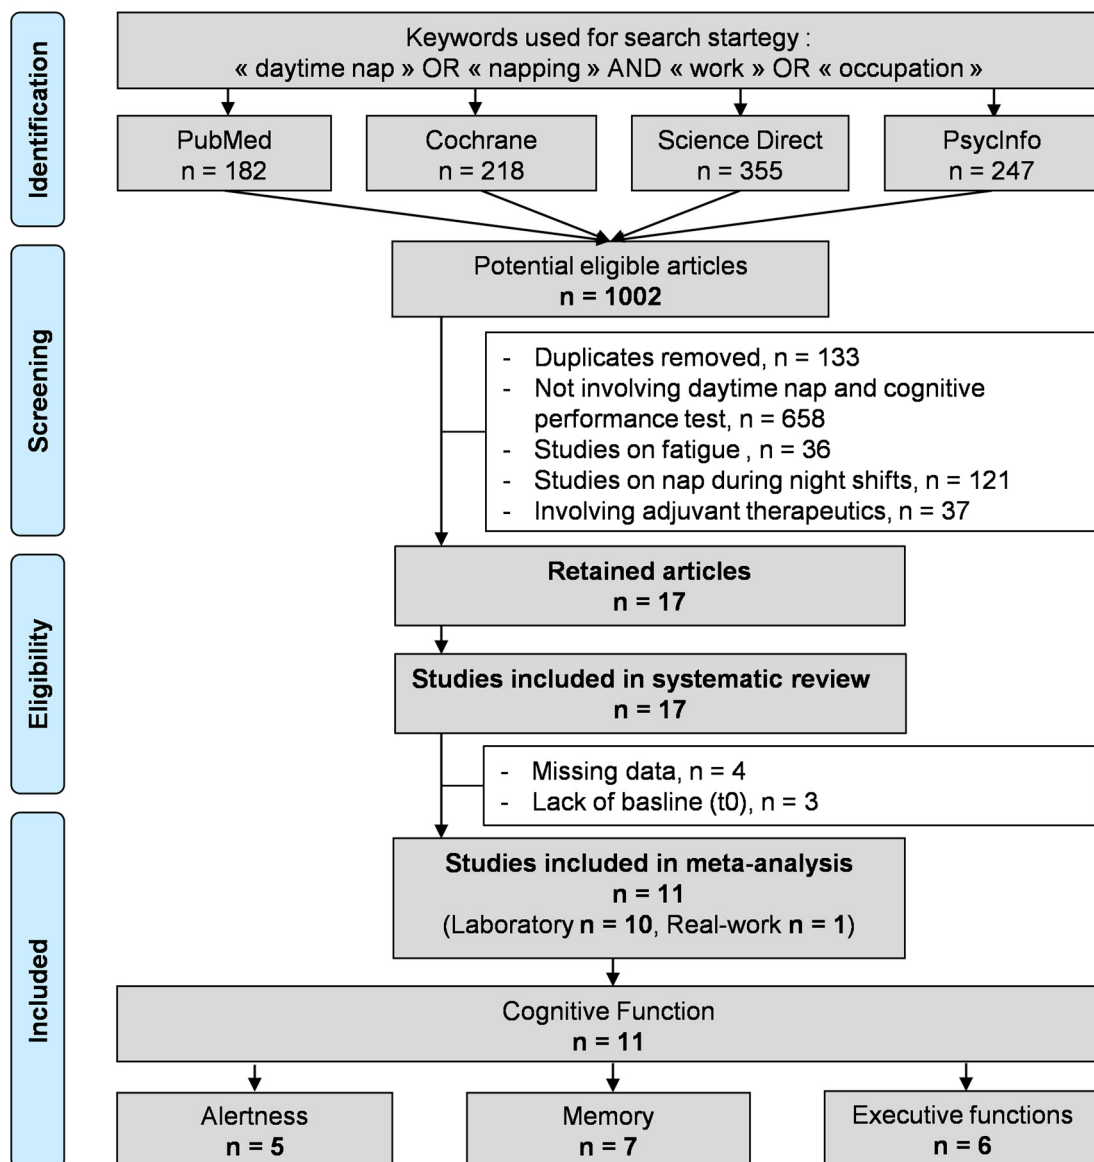 Identification
Keywords used for search startegy :
« daytime nap » OR « napping » AND « work » OR « occupation »
PubMed
n = 182
Cochrane
n = 218
Science Direct
n = 355
PsycInfo
n = 247
Screening
Potential eligible articles
n = 1002
- Duplicates removed, n = 133
- Not involving daytime nap and cognitive
performance test, n = 658
- Studies on fatigue , n = 36
- Studies on nap during night shifts, n = 121
- Involving adjuvant therapeutics, n = 37
Eligibility
Retained articles
n = 17
Studies included in systematic review
n = 17
- Missing data, n = 4
- Lack of basline (t0), n = 3
Included
Studies included in meta-analysis
n = 11
(Laboratory n = 10, Real-work n = 1)
Cognitive Function
n = 11
Alertness
n = 5
Memory
n = 7
Executive functions
n = 6